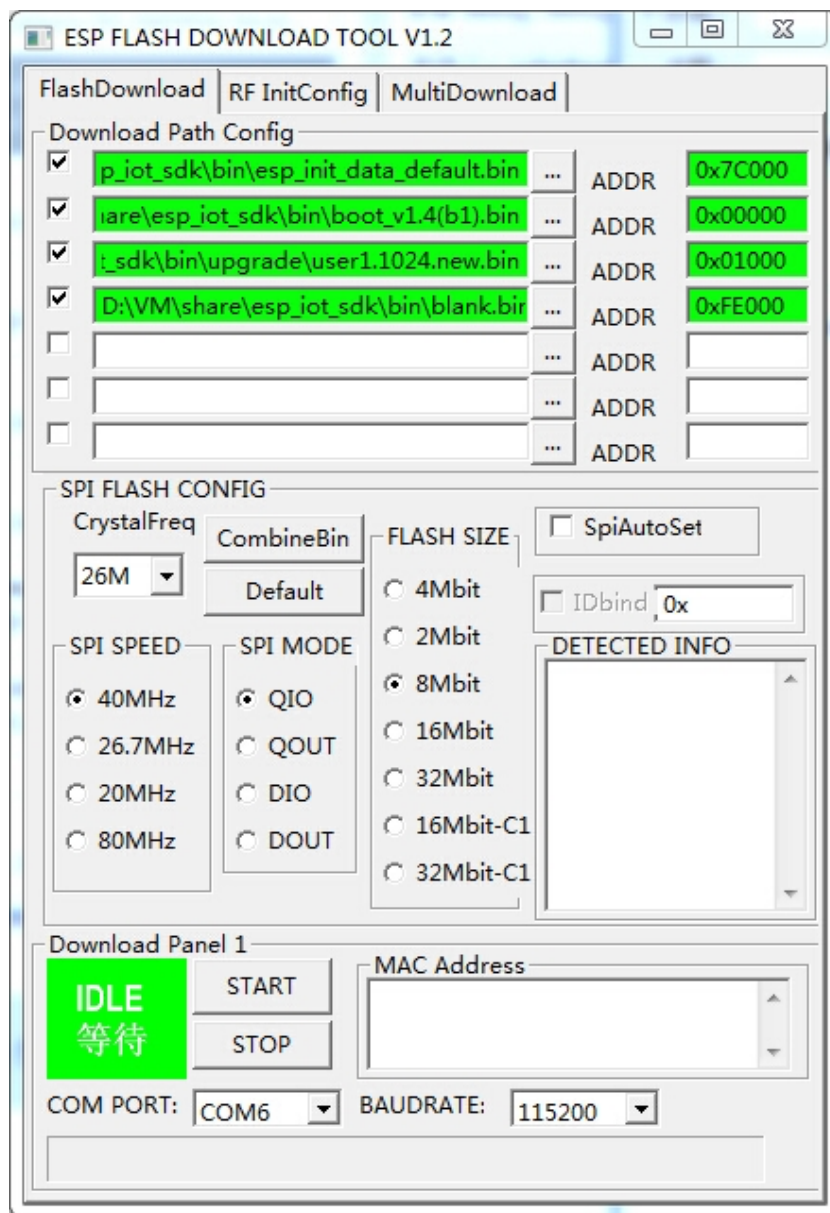 ESP FLASH DOWNLOAD TOOL V1.2
FlashDownload RF InitConfig MultiDownload
Download Path Config
p_iot_sdk\bin\esp_init_data_default.bin ... ADDR 0x7C000
are\esp_iot_sdk\bin\boot_v1.4(b1).bin ... ADDR 0x00000
t_sdk\bin\upgrade\user1.1024.new.bin ... ADDR 0x01000
D:\VM\share\esp_iot_sdk\bin\blank.bin ... ADDR 0xFE000
... ADDR
... ADDR
... ADDR
SPI FLASH CONFIG
CrystalFreq
26M
CombineBin
Default
SPI SPEED
40MHz
26.7MHz
20MHz
80MHz
SPI MODE
QIO
QOUT
DIO
DOUT
FLASH SIZE
4Mbit
2Mbit
8Mbit
16Mbit
32Mbit
16Mbit-C1
32Mbit-C1
SpiAutoSet
IDbind 0x
DETECTED INFO
Download Panel 1
IDLE
等待
START
STOP
MAC Address
COM PORT: COM6 BAUDRATE: 115200